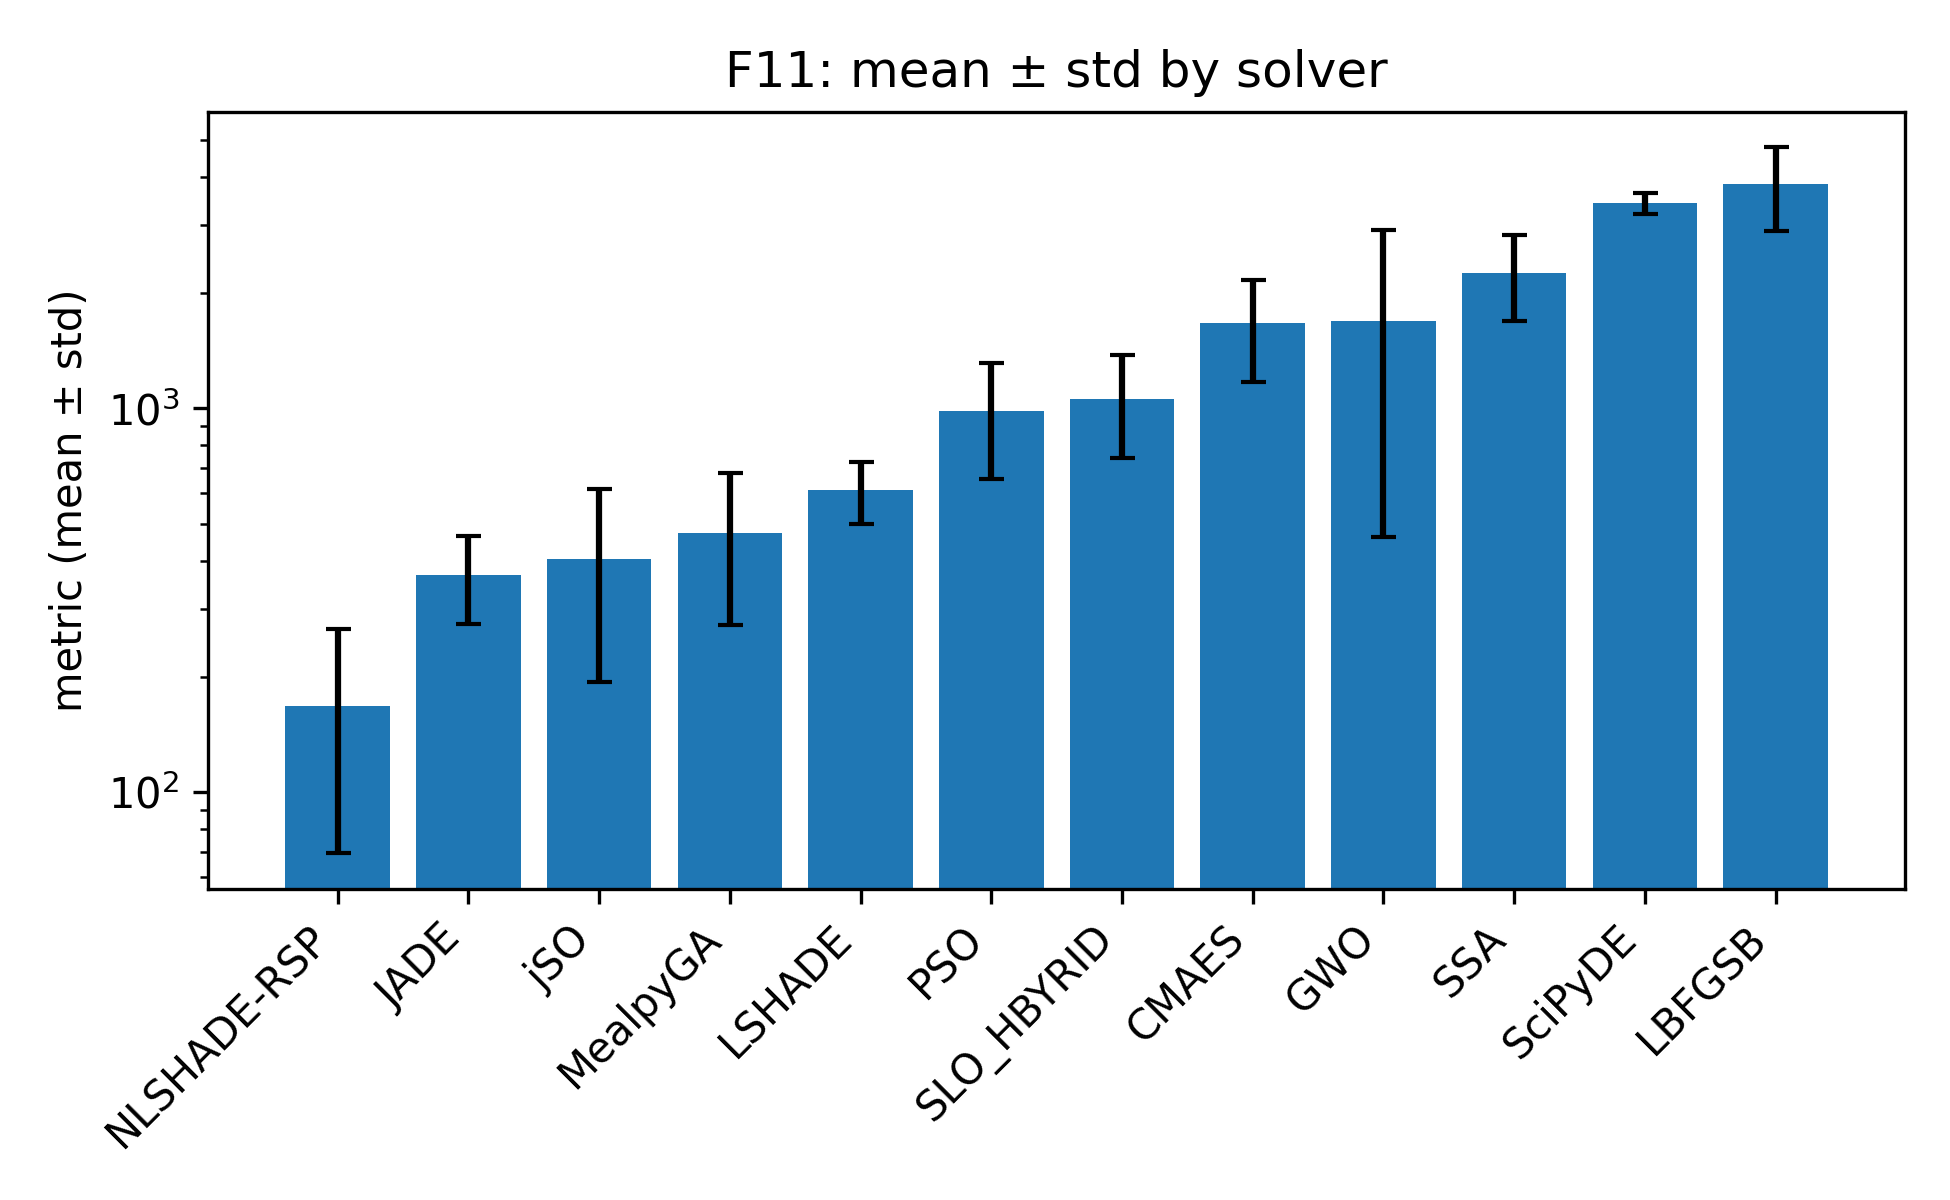 F11: mean ± std by solver
metric (mean ± std)
10³
10²
NLSHADE-RSP
JADE
jSO
MealpyGA
LSHADE
PSO
SLO_HBYRID
CMAES
GWO
SSA
SciPyDE
LBFGSB